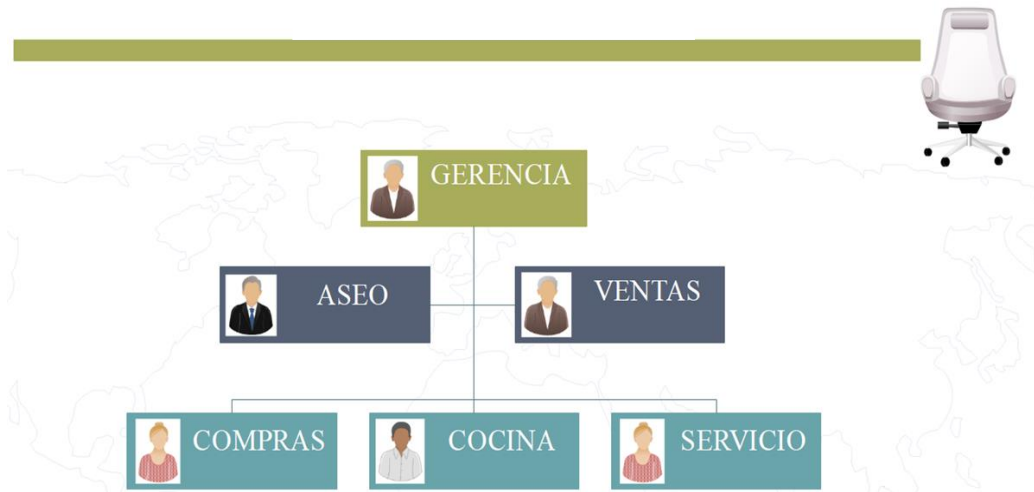 GERENCIA
ASEO
VENTAS
COMPRAS
COCINA
SERVICIO